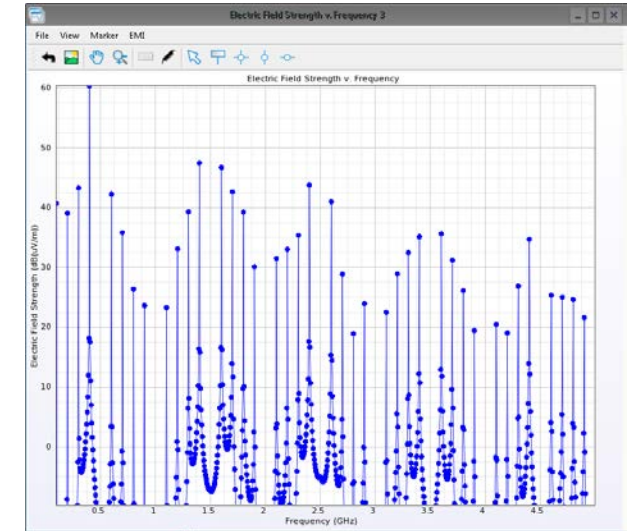 Electric Field Strength v. Frequency 3
File View Marker EMI
Electric Field Strength v. Frequency
Electric Field Strength (dB(uV/m))
60
50
40
30
20
10
0
0.5 1 1.5 2 2.5 3 3.5 4 4.5
Frequency (GHz)